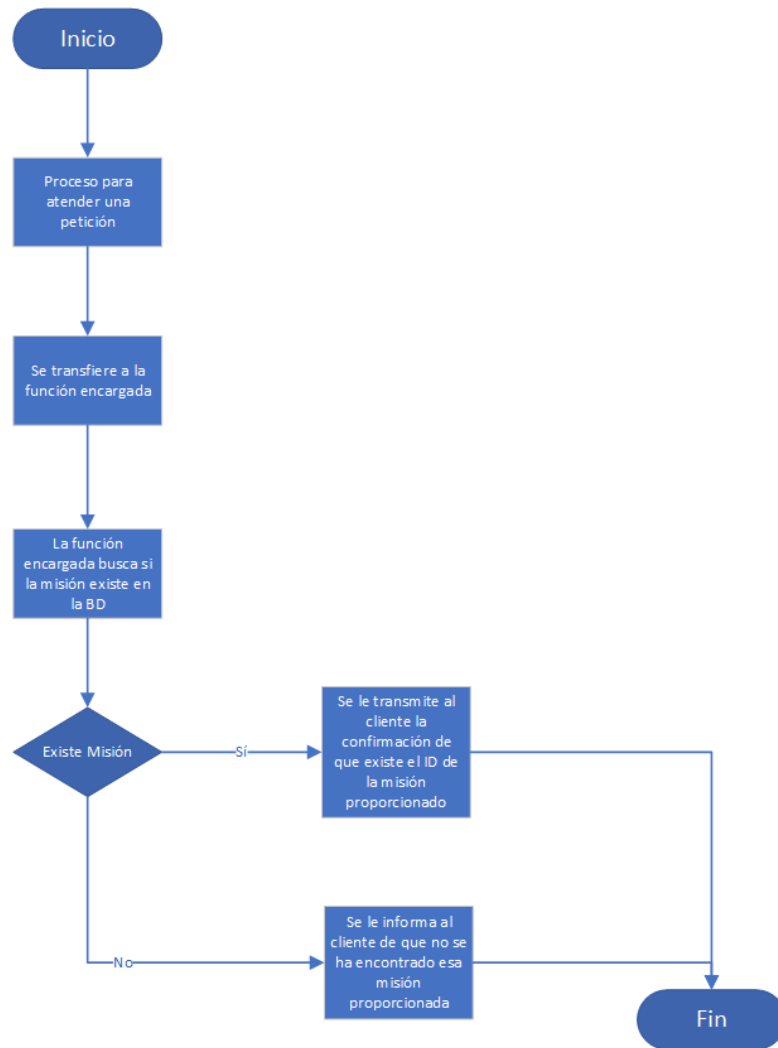 Inicio
Proceso para
atender una
petición
Se transfiere a la
función encargada
La función
encargada busca si
la misión existe en
la BD
Existe Misión
Sí
Se le transmite al
cliente la
confirmación de
que existe el ID de
la misión
proporcionado
No
Se le informa al
cliente de que no se
ha encontrado esa
misión
proporcionada
Fin